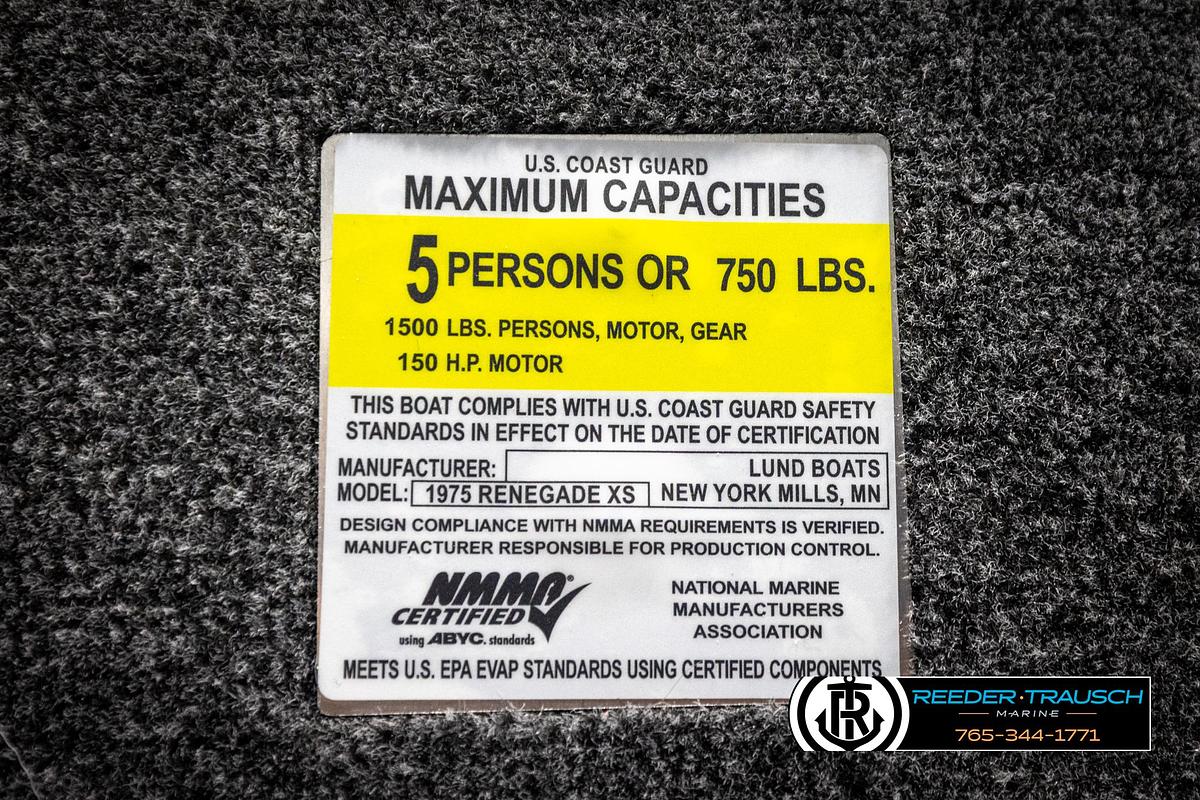 U.S. COAST GUARD
MAXIMUM CAPACITIES
5 PERSONS OR 750 LBS.
1500 LBS. PERSONS, MOTOR, GEAR
150 H.P. MOTOR
THIS BOAT COMPLIES WITH U.S. COAST GUARD SAFETY
STANDARDS IN EFFECT ON THE DATE OF CERTIFICATION
MANUFACTURER: LUND BOATS
MODEL: 1975 RENEGADE XS NEW YORK MILLS, MN
DESIGN COMPLIANCE WITH NMMA REQUIREMENTS IS VERIFIED.
MANUFACTURER RESPONSIBLE FOR PRODUCTION CONTROL.
NMMA®
CERTIFIED
using ABYC. standards
NATIONAL MARINE
MANUFACTURERS
ASSOCIATION
MEETS U.S. EPA EVAP STANDARDS USING CERTIFIED COMPONENTS
TR
REEDER·TRAUSCH
MARINE
765-344-1771